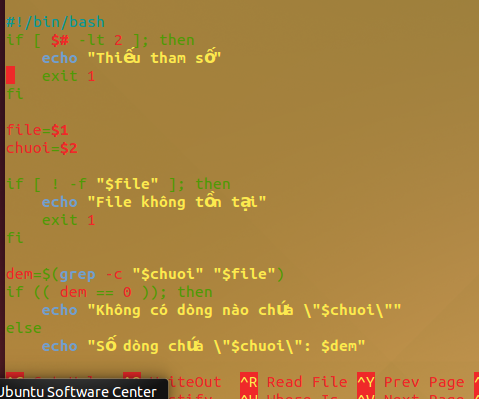 #!/bin/bash
if [ $# -lt 2 ]; then
    echo "Thiếu tham số"
    exit 1
fi

file=$1
chuoi=$2

if [ ! -f "$file" ]; then
    echo "File không tồn tại"
    exit 1
fi

dem=$(grep -c "$chuoi" "$file")
if (( dem == 0 )); then
    echo "Không có dòng nào chứa \"$chuoi\""
else
    echo "Số dòng chứa \"$chuoi\": $dem"
^R Read File ^Y Prev Page
Ubuntu Software Center